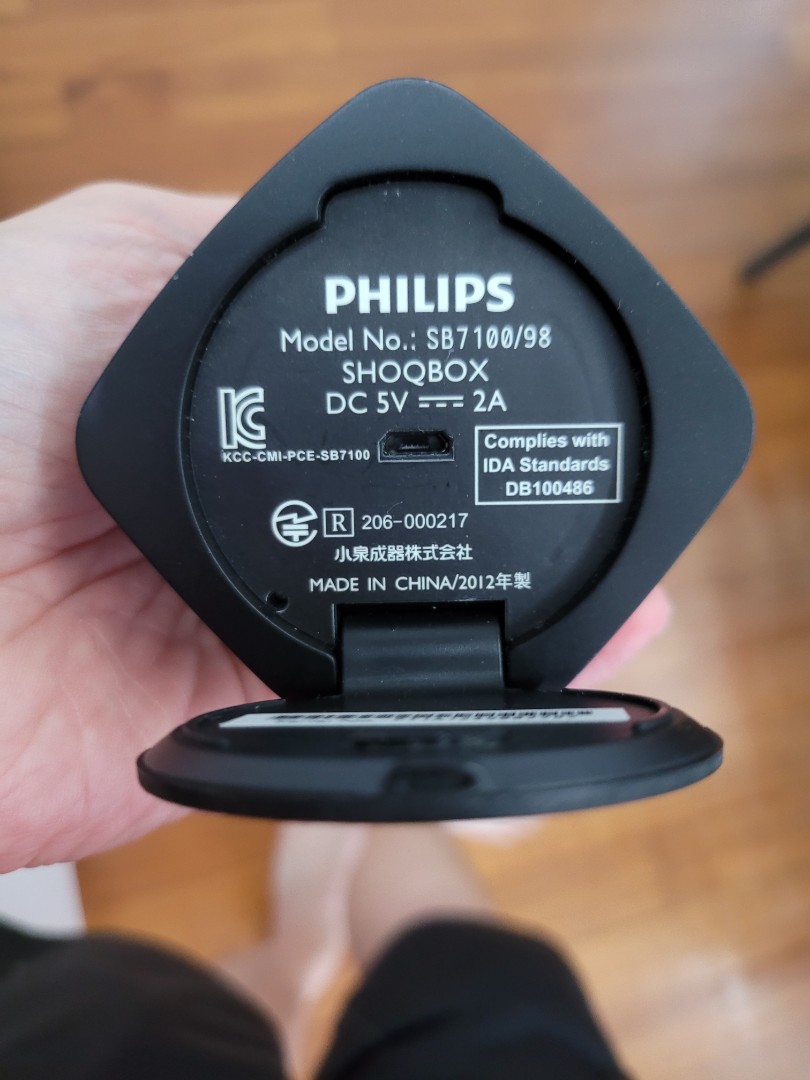 PHILIPS
Model No.: SB7100/98
SHOQBOX
DC 5V ⎓ 2A
KC
KCC-CMI-PCE-SB7100
Complies with
IDA Standards
DB100486
R 206-000217
小泉成器株式会社
MADE IN CHINA/2012年製